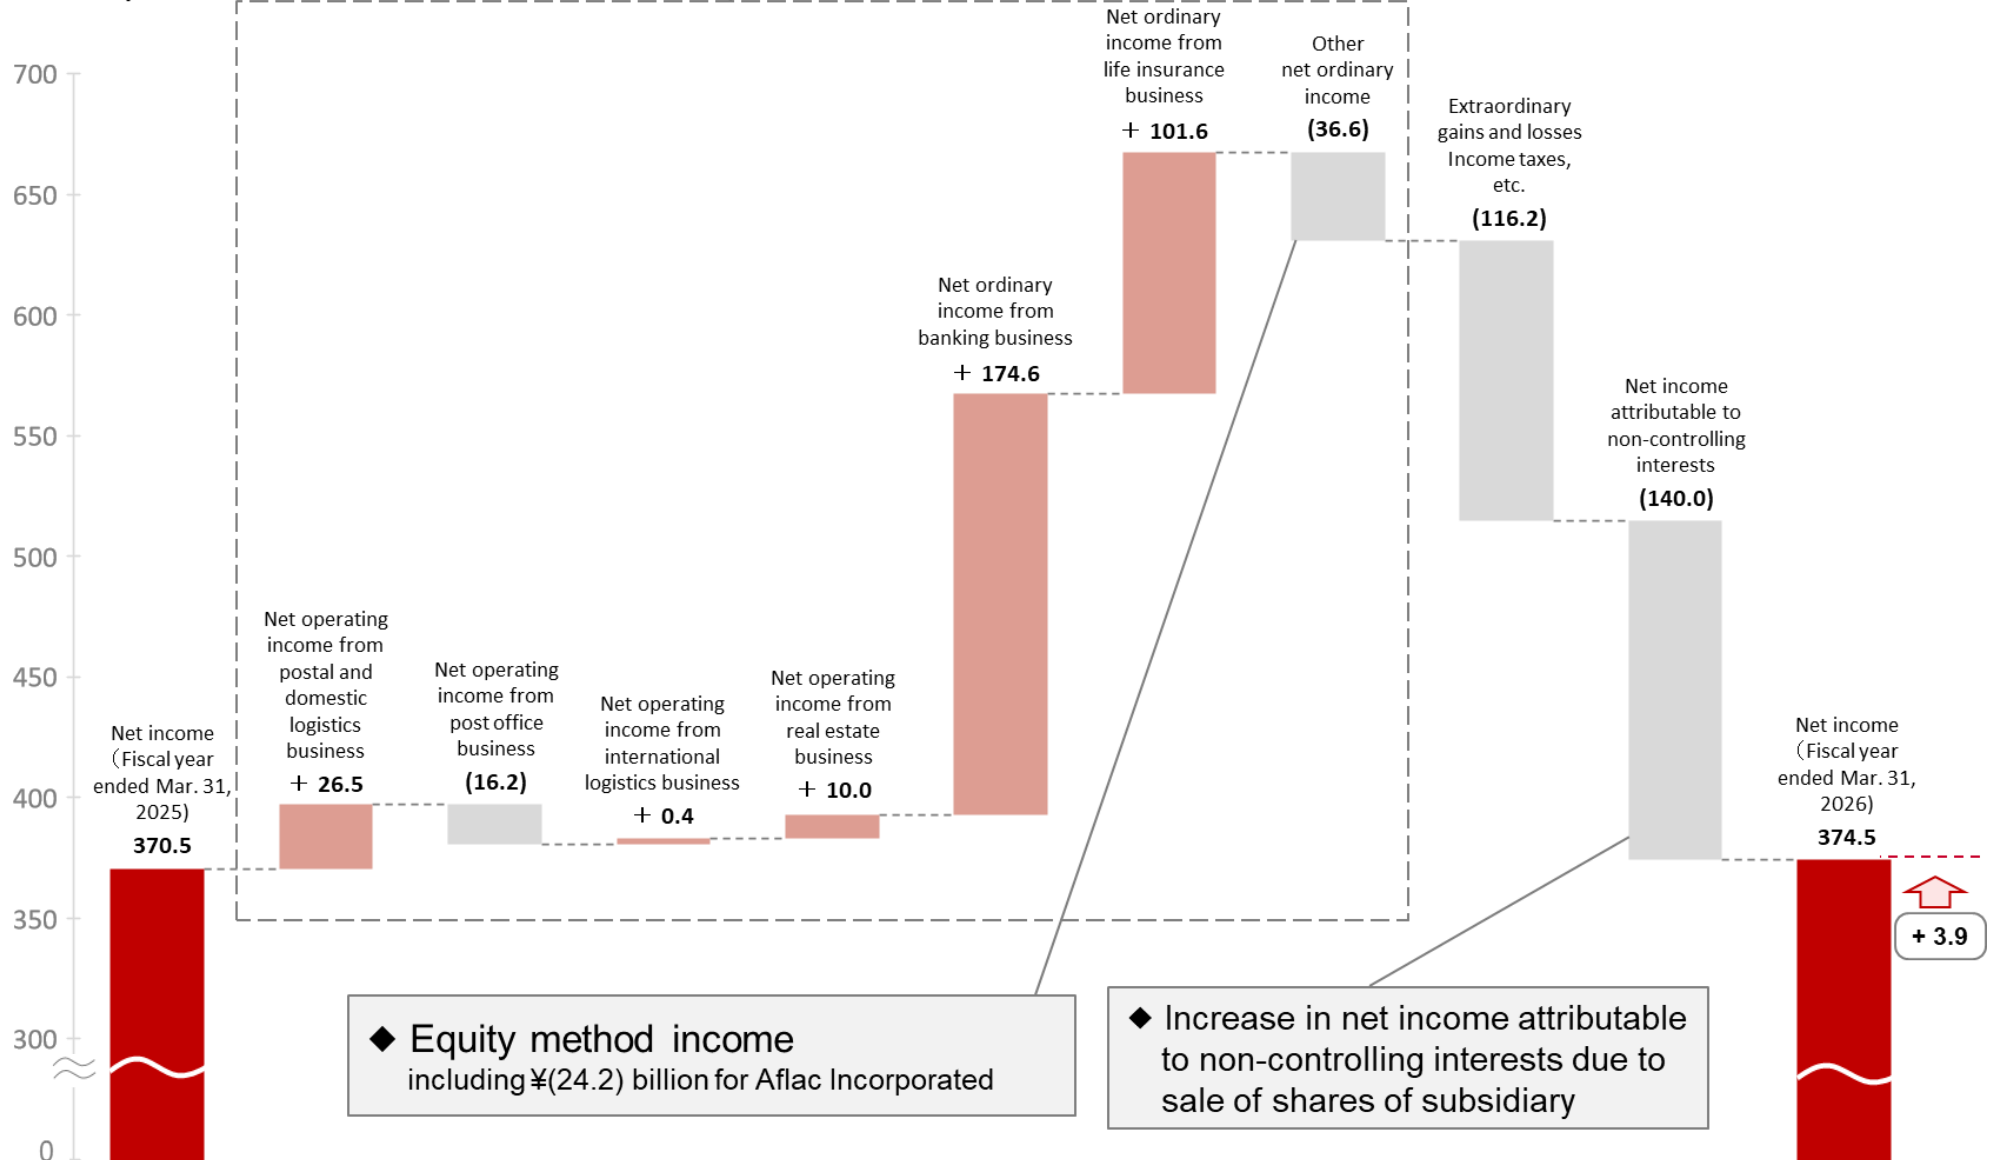 700
650
600
550
500
450
400
350
300
0
Net income
(Fiscal year
ended Mar. 31,
2025)
370.5
Net operating
income from
postal and
domestic
logistics
business
+ 26.5
Net operating
income from
post office
business
(16.2)
Net operating
income from
international
logistics business
+ 0.4
Net operating
income from
real estate
business
+ 10.0
Net ordinary
income from
banking business
+ 174.6
Net ordinary
income from
life insurance
business
+ 101.6
Other
net ordinary
income
(36.6)
Extraordinary
gains and losses
Income taxes,
etc.
(116.2)
Net income
attributable to
non-controlling
interests
(140.0)
Net income
(Fiscal year
ended Mar. 31,
2026)
374.5
+ 3.9
◆ Equity method income
including ¥(24.2) billion for Aflac Incorporated
◆ Increase in net income attributable
to non-controlling interests due to
sale of shares of subsidiary